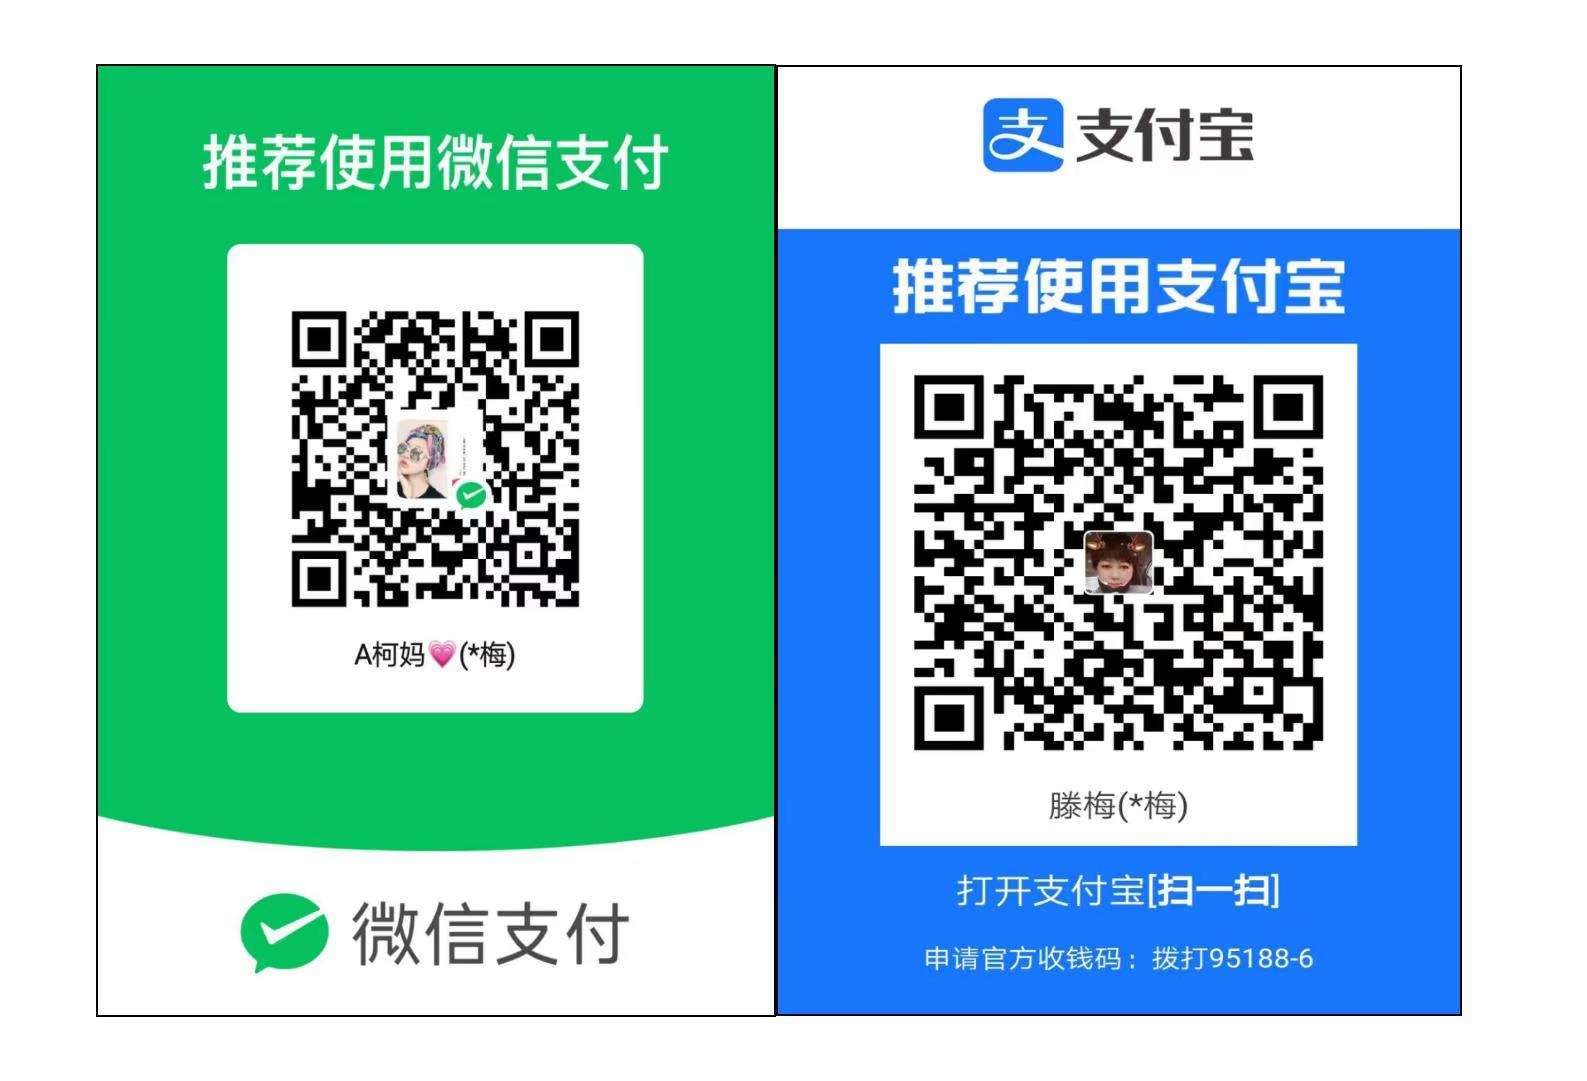 推荐使用微信支付
A柯妈💗(*梅)
微信支付
支付宝
推荐使用支付宝
滕梅(*梅)
打开支付宝[扫一扫]
申请官方收钱码：拨打95188-6